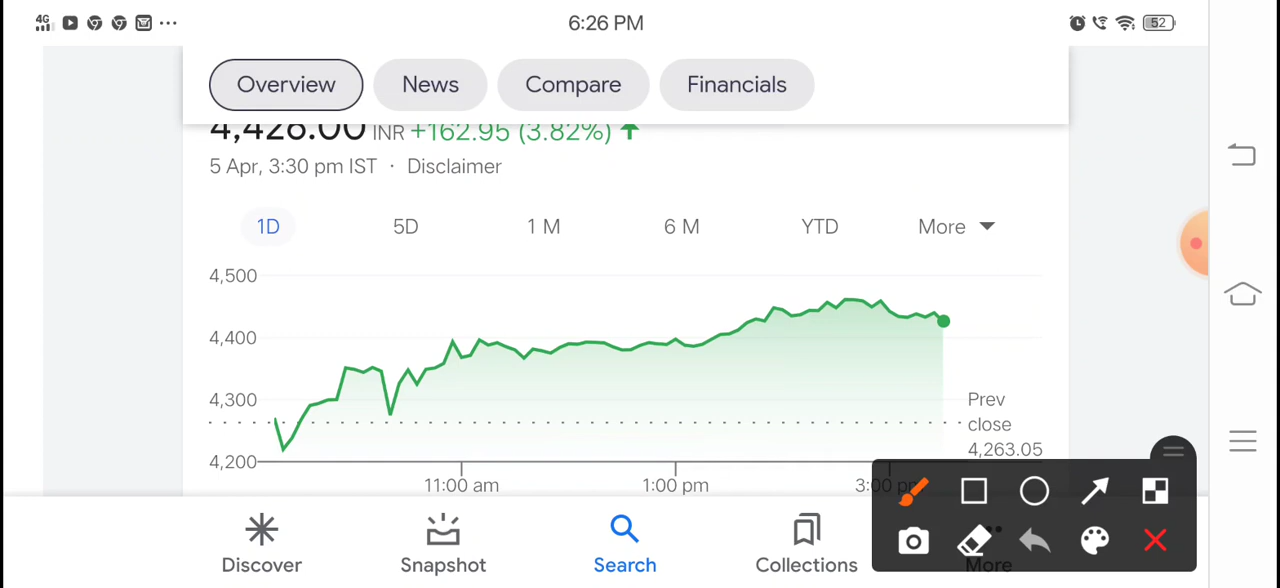 4G 6:26 PM 52
Overview News Compare Financials
4,426.00 INR +162.95 (3.82%)
5 Apr, 3:30 pm IST · Disclaimer
1D 5D 1 M 6 M YTD More
4,500
4,400
4,300
Prev
close
4,263.05
4,200
11:00 am 1:00 pm 3:00 pm
Discover Snapshot Search Collections More